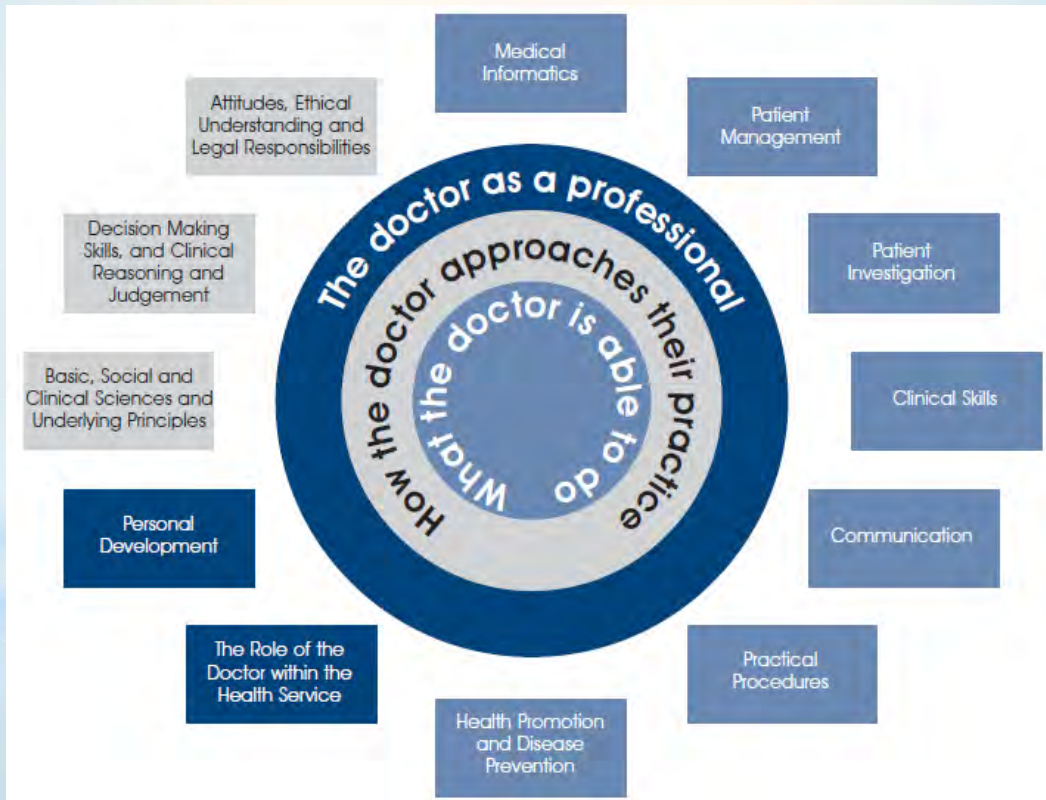 Medical
Informatics
Patient
Management
Patient
Investigation
Clinical Skills
Communication
Practical
Procedures
Health Promotion
and Disease
Prevention
The Role of the
Doctor within the
Health Service
Personal
Development
Basic, Social and
Clinical Sciences and
Underlying Principles
Decision Making
Skills, and Clinical
Reasoning and
Judgement
Attitudes, Ethical
Understanding and
Legal Responsibilities
The doctor as a professional
How the doctor approaches their practice
What the doctor is able to do